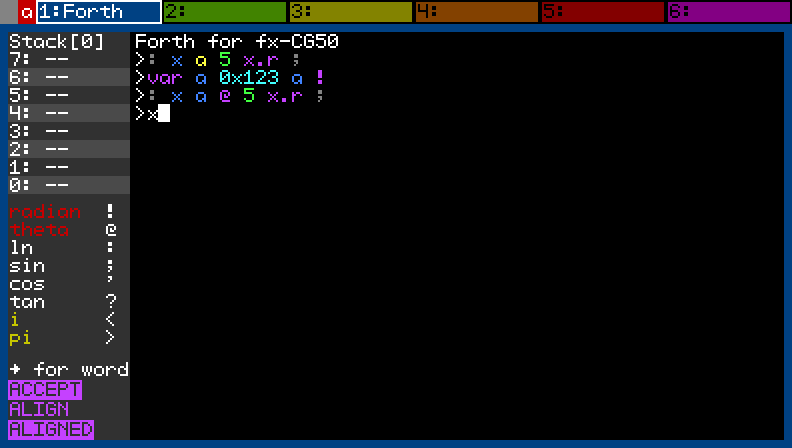 a 1:Forth 2: 3: 4: 5: 6:
Stack[0]
7: --
6: --
5: --
4: --
3: --
2: --
1: --
0: --
radian !
theta @
ln :
sin ;
cos '
tan ?
i <
pi >
→ for word
ACCEPT
ALIGN
ALIGNED
Forth for fx-CG50
>: x a 5 x.r ;
>var a 0x123 a !
>: x a @ 5 x.r ;
>x